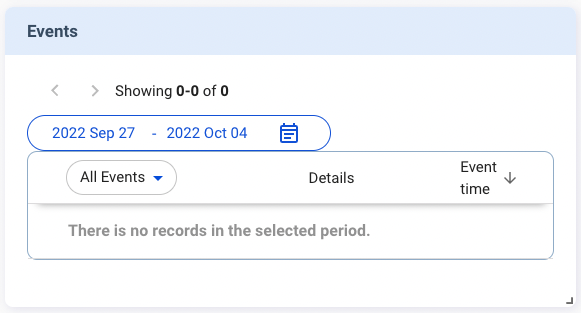 Events
Showing 0-0 of 0
2022 Sep 27 - 2022 Oct 04
All Events Details Event time
There is no records in the selected period.